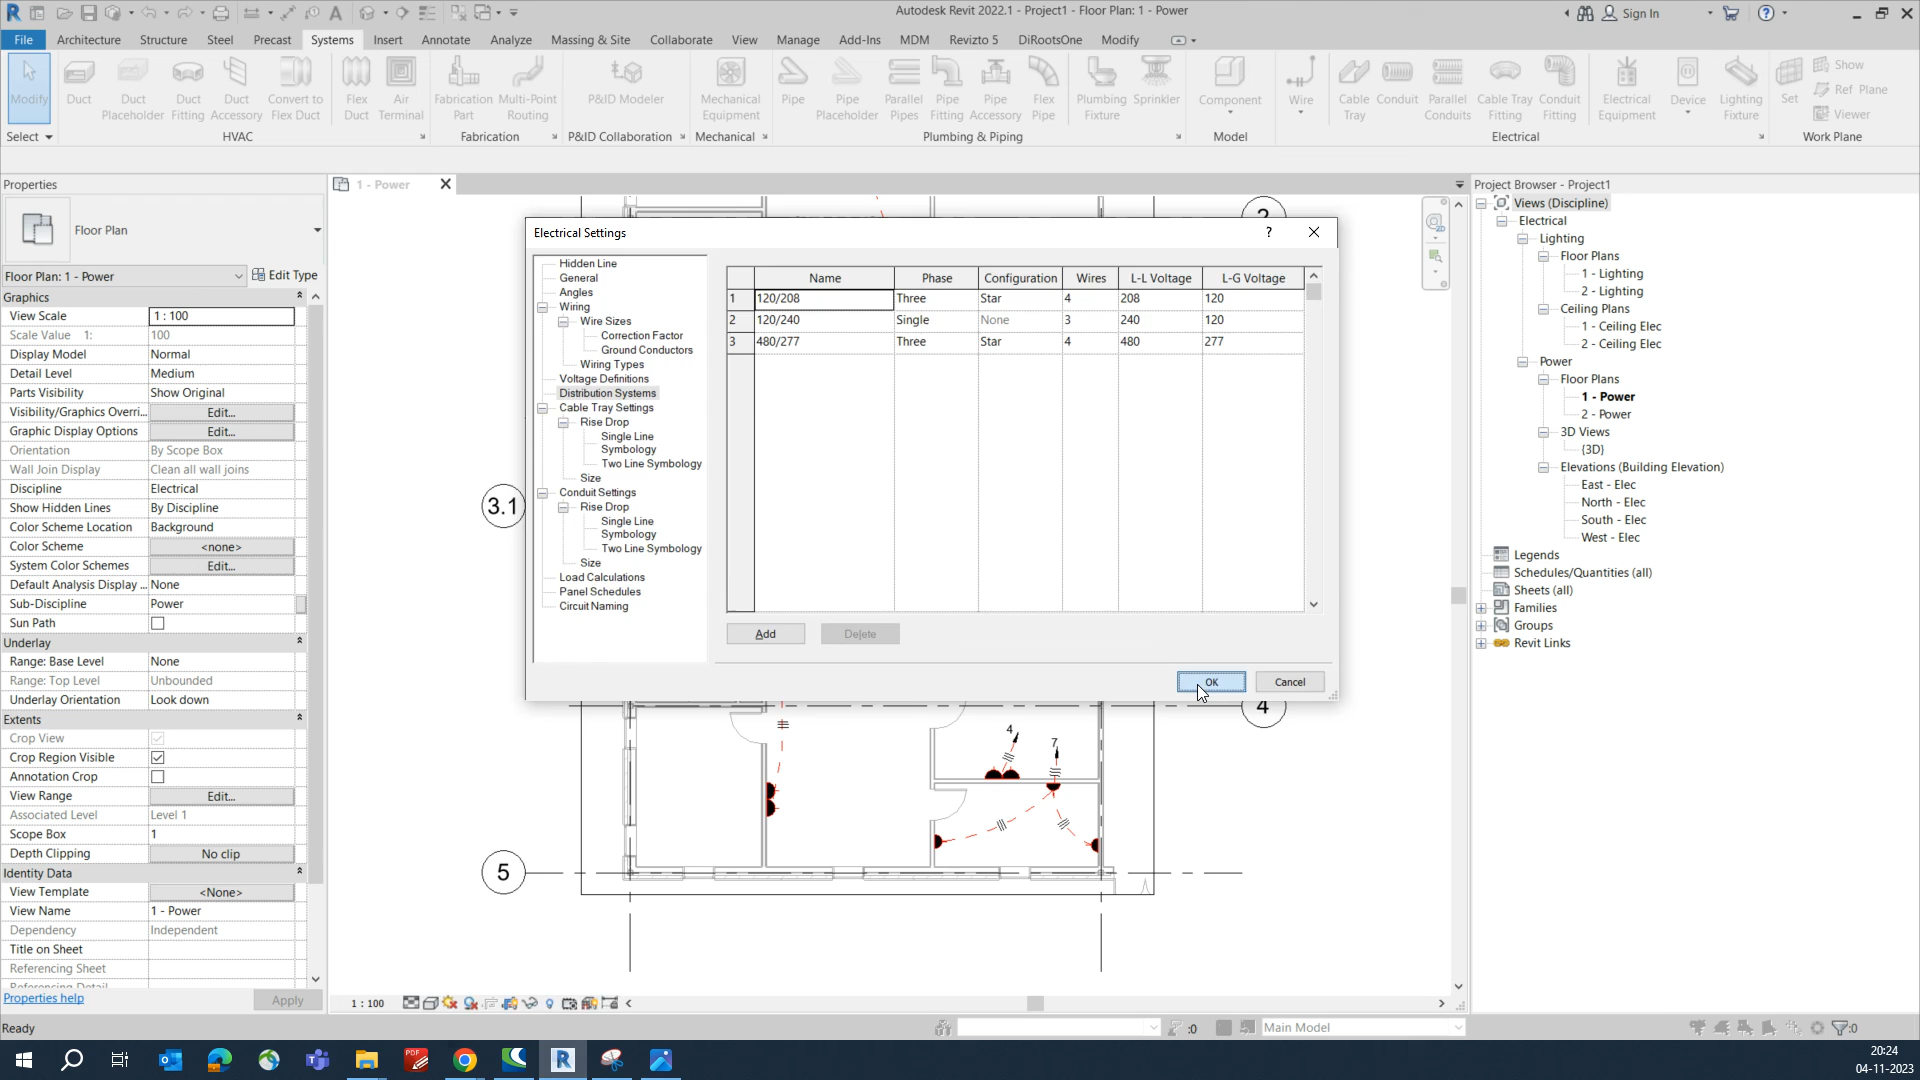 Autodesk Revit 2022.1 - Project1 - Floor Plan: 1 - Power
Sign In
File Architecture Structure Steel Precast Systems Insert Annotate Analyze Massing & Site Collaborate View Manage Add-Ins MDM Revizto 5 DiRootsOne Modify
Modify
Duct
Duct Placeholder
Duct Fitting
Duct Accessory
Convert to Flex Duct
Flex Duct
Air Terminal
Fabrication Part
Multi-Point Routing
P&ID Modeler
Mechanical Equipment
Pipe
Pipe Placeholder
Parallel Pipes
Pipe Fitting
Pipe Accessory
Flex Pipe
Plumbing Fixture
Sprinkler
Component
Wire
Cable Tray
Conduit
Parallel Conduits
Cable Tray Fitting
Conduit Fitting
Electrical Equipment
Device
Lighting Fixture
Set
Show
Ref Plane
Viewer
Select HVAC Fabrication P&ID Collaboration Mechanical Plumbing & Piping Model Electrical Work Plane
Properties
Floor Plan
Floor Plan: 1 - Power Edit Type
Graphics
View Scale 1 : 100
Scale Value 1: 100
Display Model Normal
Detail Level Medium
Parts Visibility Show Original
Visibility/Graphics Overri... Edit...
Graphic Display Options Edit...
Orientation By Scope Box
Wall Join Display Clean all wall joins
Discipline Electrical
Show Hidden Lines By Discipline
Color Scheme Location Background
Color Scheme <none>
System Color Schemes Edit...
Default Analysis Display ... None
Sub-Discipline Power
Sun Path
Underlay
Range: Base Level None
Range: Top Level Unbounded
Underlay Orientation Look down
Extents
Crop View
Crop Region Visible
Annotation Crop
View Range Edit...
Associated Level Level 1
Scope Box 1
Depth Clipping No clip
Identity Data
View Template <None>
View Name 1 - Power
Dependency Independent
Title on Sheet
Referencing Sheet
Referencing Detail
Properties help Apply
1 - Power
2
3.1
4
5
4
7
Electrical Settings
?
Hidden Line
General
Angles
Wiring
Wire Sizes
Correction Factor
Ground Conductors
Wiring Types
Voltage Definitions
Distribution Systems
Cable Tray Settings
Rise Drop
Single Line Symbology
Two Line Symbology
Size
Conduit Settings
Rise Drop
Single Line Symbology
Two Line Symbology
Size
Load Calculations
Panel Schedules
Circuit Naming
Name Phase Configuration Wires L-L Voltage L-G Voltage
1 120/208 Three Star 4 208 120
2 120/240 Single None 3 240 120
3 480/277 Three Star 4 480 277
Add Delete
OK Cancel
Project Browser - Project1
Views (Discipline)
Electrical
Lighting
Floor Plans
1 - Lighting
2 - Lighting
Ceiling Plans
1 - Ceiling Elec
2 - Ceiling Elec
Power
Floor Plans
1 - Power
2 - Power
3D Views
{3D}
Elevations (Building Elevation)
East - Elec
North - Elec
South - Elec
West - Elec
Legends
Schedules/Quantities (all)
Sheets (all)
Families
Groups
Revit Links
1 : 100
Ready
:0
Main Model
:0
20:24
04-11-2023